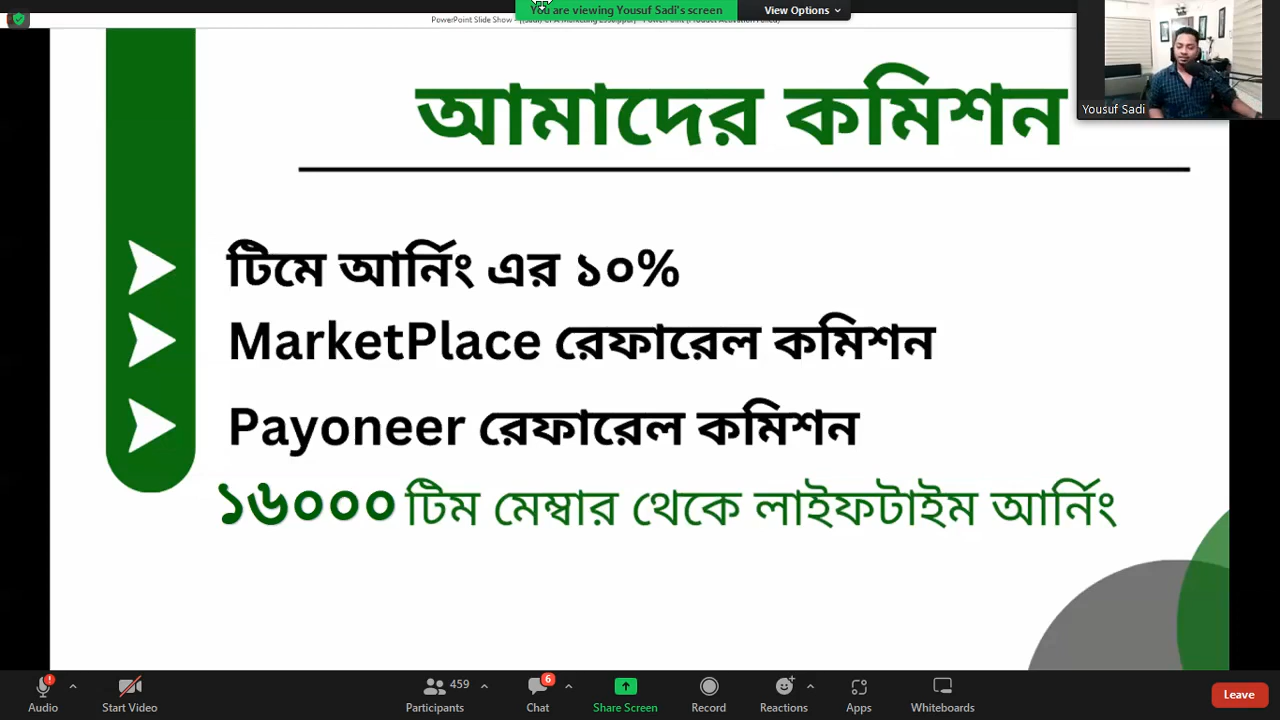 You are viewing Yousuf Sadi's screen
View Options
আমাদের কমিশন
Yousuf Sadi
টিমে আর্নিং এর ১০%
MarketPlace রেফারেল কমিশন
Payoneer রেফারেল কমিশন
১৬০০০ টিম মেম্বার থেকে লাইফটাইম আর্নিং
Audio
Start Video
459
Participants
6
Chat
Share Screen
Record
Reactions
Apps
Whiteboards
Leave